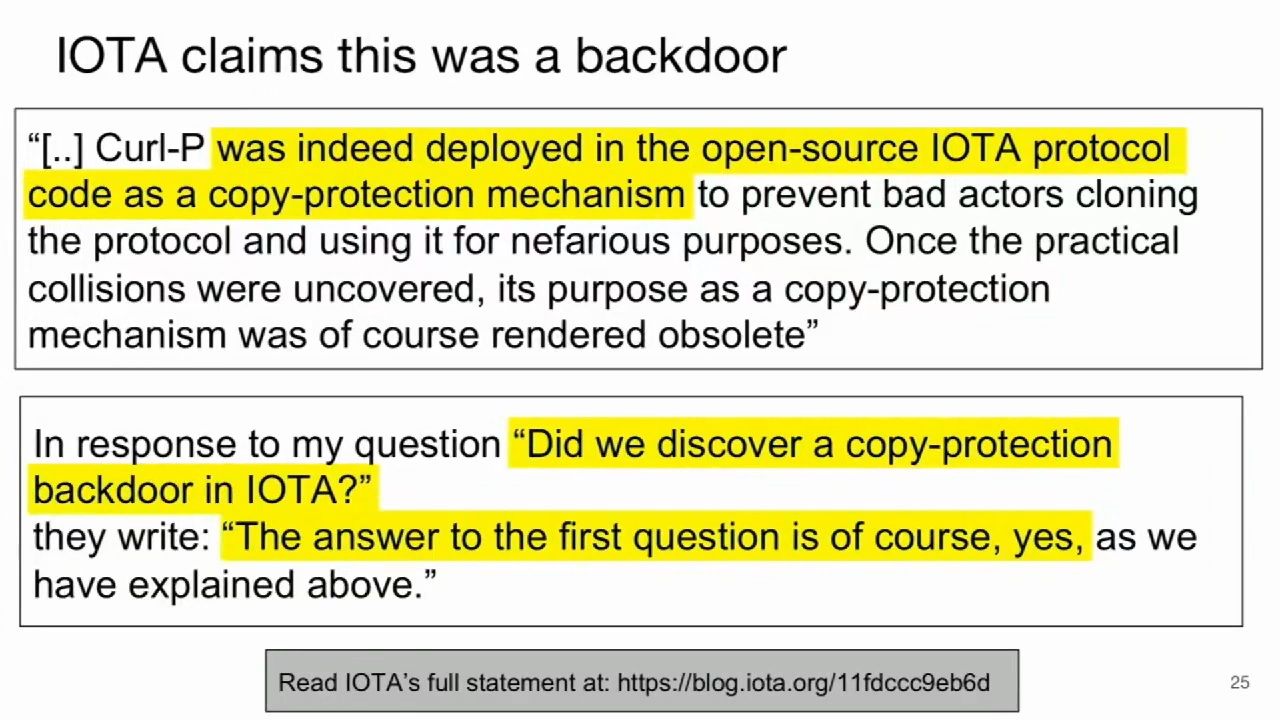 IOTA claims this was a backdoor
“[..] Curl-P was indeed deployed in the open-source IOTA protocol
code as a copy-protection mechanism to prevent bad actors cloning
the protocol and using it for nefarious purposes. Once the practical
collisions were uncovered, its purpose as a copy-protection
mechanism was of course rendered obsolete”
In response to my question “Did we discover a copy-protection
backdoor in IOTA?”
they write: “The answer to the first question is of course, yes, as we
have explained above.”
Read IOTA’s full statement at: https://blog.iota.org/11fdccc9eb6d
25